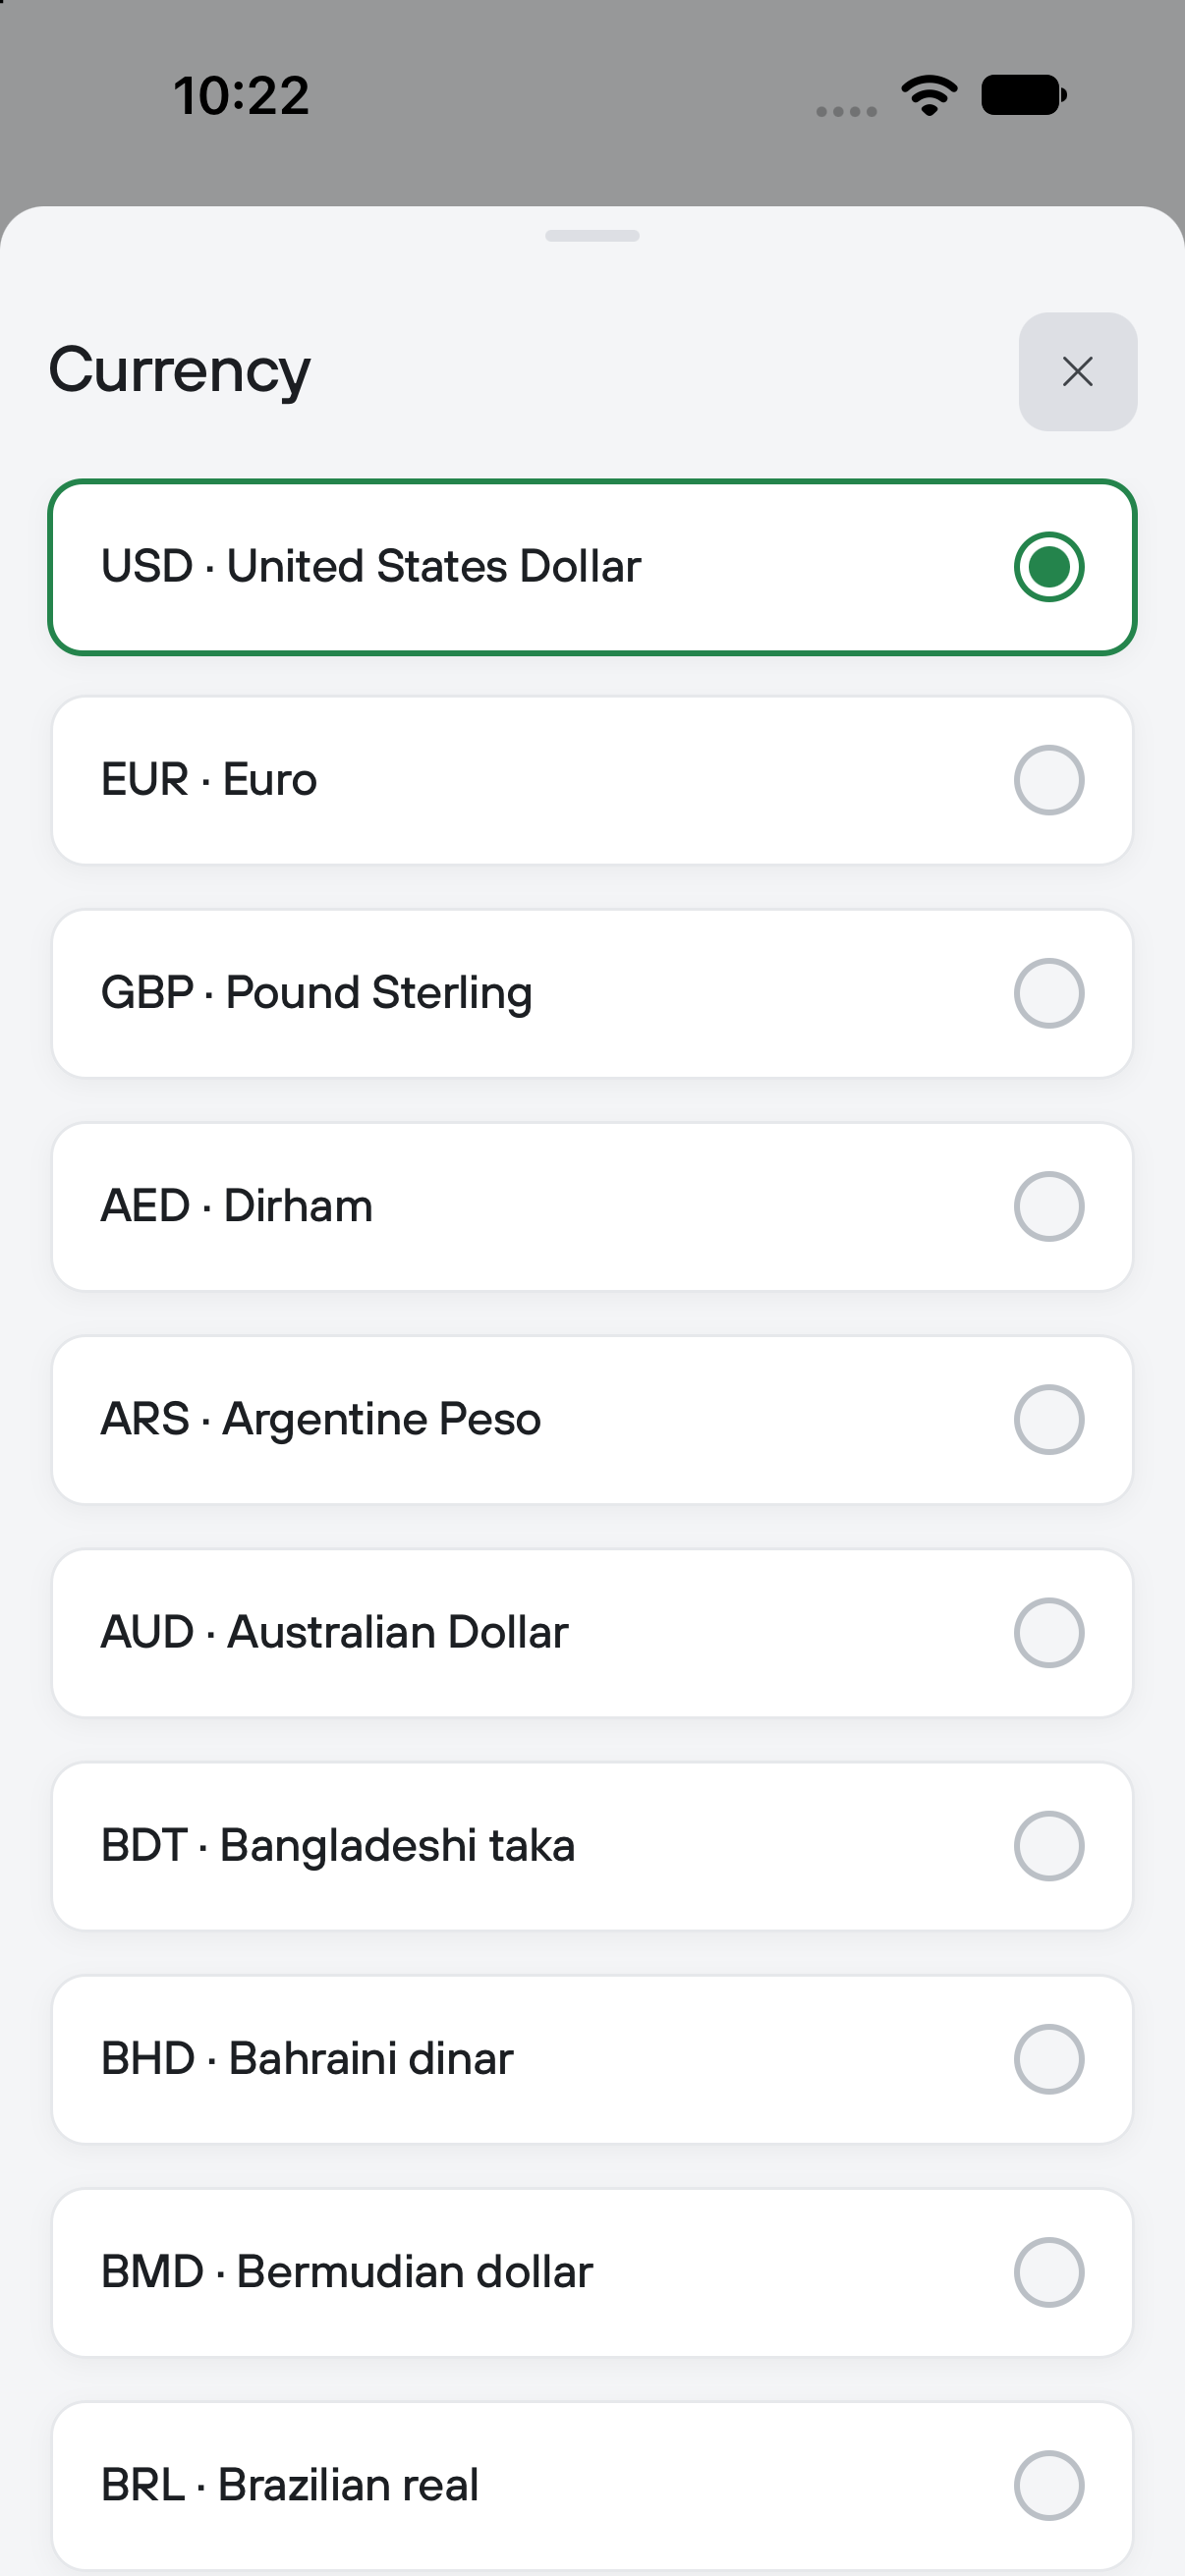 10:22
Currency
USD · United States Dollar
EUR · Euro
GBP · Pound Sterling
AED · Dirham
ARS · Argentine Peso
AUD · Australian Dollar
BDT · Bangladeshi taka
BHD · Bahraini dinar
BMD · Bermudian dollar
BRL · Brazilian real